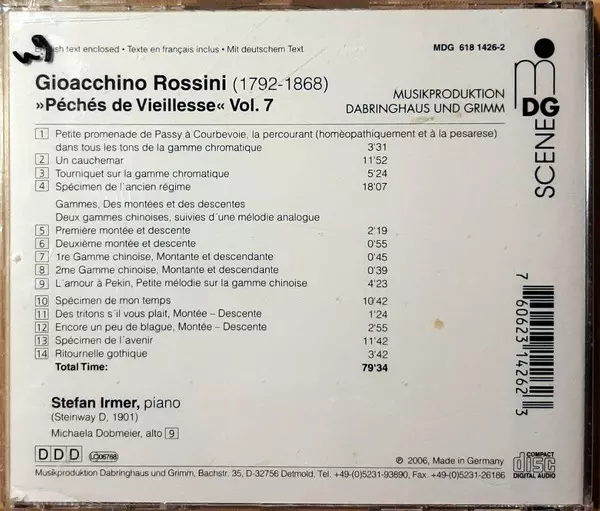 English text enclosed • Texte en français inclus • Mit deutschem Text
MDG 618 1426-2
Gioacchino Rossini (1792-1868)
»Péchés de Vieillesse« Vol. 7
MUSIKPRODUKTION
DABRINGHAUS UND GRIMM
DG
SCENE
1 Petite promenade de Passy à Courbevoie, la percourant (homèopathiquement et à la pesarese)
dans tous les tons de la gamme chromatique 3'31
2 Un cauchemar 11'52
3 Tourniquet sur la gamme chromatique 5'24
4 Spécimen de l´ancien régime 18'07
Gammes, Des montées et des descentes
Deux gammes chinoises, suivies d´une mélodie analogue
5 Première montée et descente 2'19
6 Deuxième montée et descente 0'55
7 1re Gamme chinoise, Montante et descendante 0'45
8 2me Gamme chinoise, Montante et descendant 0'39
9 L´amour à Pekin, Petite mélodie sur la gamme chinoise 4'23
10 Spécimen de mon temps 10'42
11 Des tritons s´il vous plait, Montée – Descente 1'24
12 Encore un peu de blague, Montée – Descente 2'55
13 Spécimen de l´avenir 11'42
14 Ritournelle gothique 3'42
Total Time: 79'34
Stefan Irmer, piano
(Steinway D, 1901)
Michaela Dobmeier, alto 9
DDD LC06768
℗ 2006, Made in Germany
COMPACT
disc
DIGITAL AUDIO
Musikproduktion Dabringhaus und Grimm, Bachstr. 35, D-32756 Detmold, Tel. +49-(0)5231-93890, Fax. +49-(0)5231-26186
7 60623 14262 3